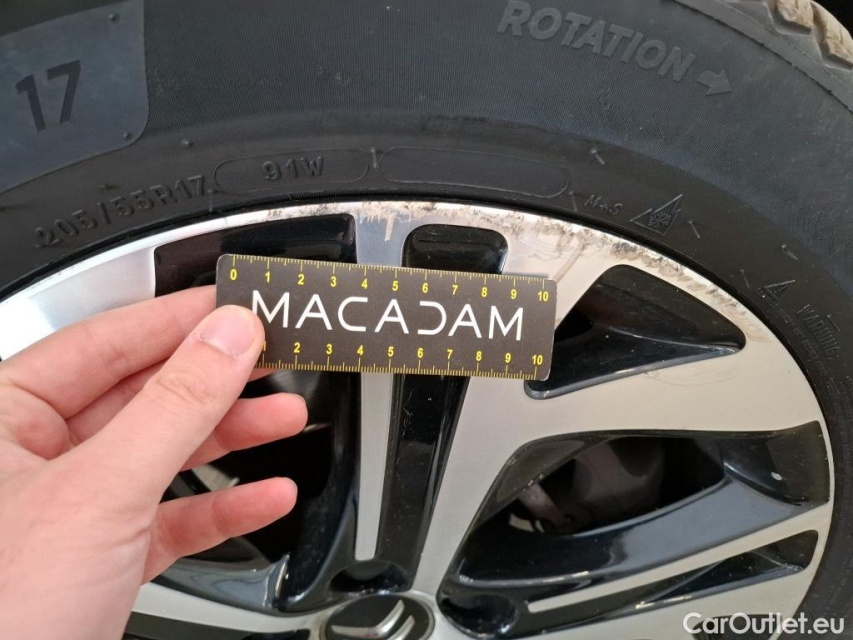 ROTATION →
17
205/55R17 91W
M+S
WARNING
0 1 2 3 4 5 6 7 8 9 10
MACADAM
2 3 4 5 6 7 8 9 10
CarOutlet.eu